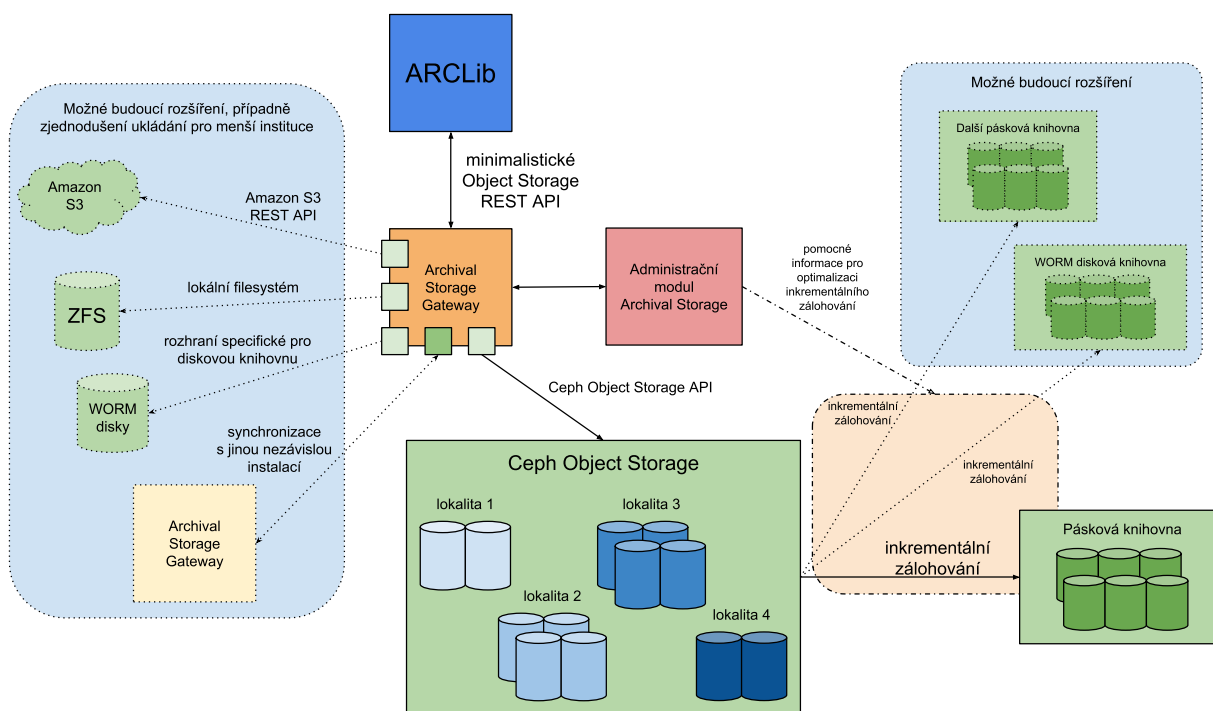 ARCLib
minimalistické
Object Storage
REST API
Možné budoucí rozšíření, případně
zjednodušení ukládání pro menší instituce
Amazon
S3
Amazon S3
REST API
ZFS
lokální filesystém
rozhraní specifické pro
diskovou knihovnu
WORM
disky
synchronizace
s jinou nezávislou
instalací
Archival
Storage
Gateway
Archival
Storage
Gateway
Administrační
modul
Archival Storage
pomocné
informace pro
optimalizaci
inkrementálního
zálohování
Možné budoucí rozšíření
Další pásková knihovna
WORM disková knihovna
Ceph Object Storage API
Ceph Object Storage
lokalita 1
lokalita 3
lokalita 2
lokalita 4
inkrementální
zálohování
inkrementální
zálohování
inkrementální
zálohování
Pásková knihovna